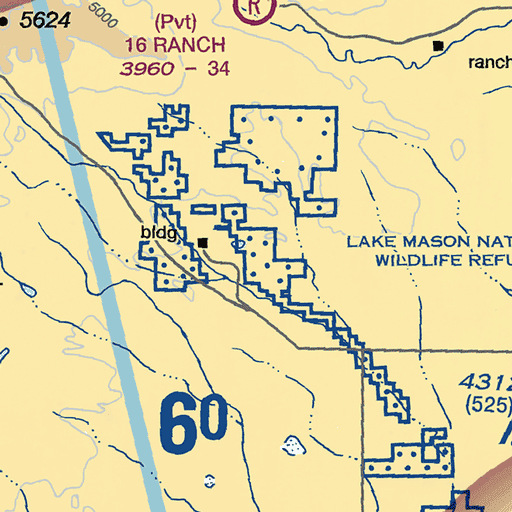 R
5624
5000
(Pvt)
16 RANCH
3960 - 34
ranch
bldg
LAKE MASON NAT
WILDLIFE REFU
4312
(525)
60